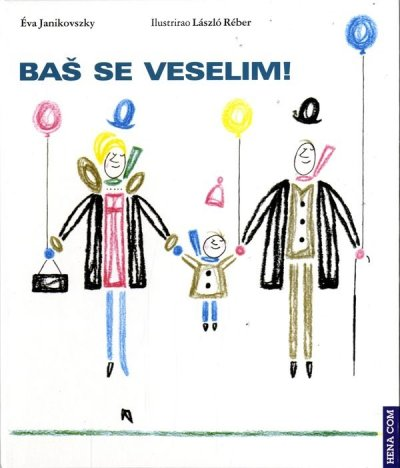 Éva Janikovszky
Ilustrirao László Réber
BAŠ SE VESELIM!
HENA COM